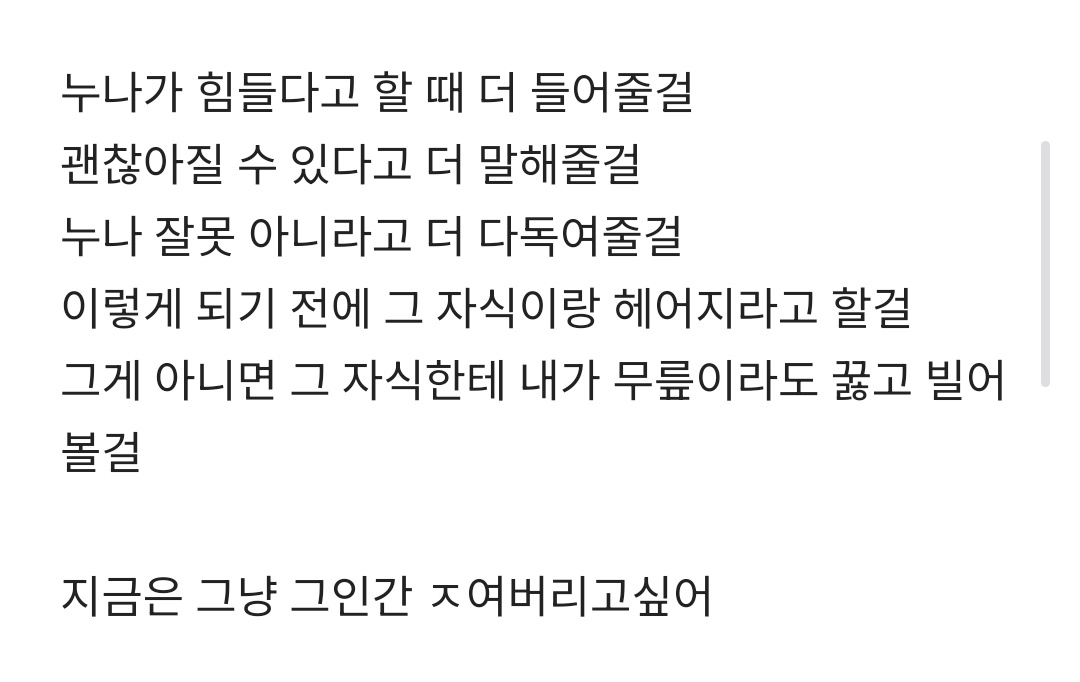 누나가 힘들다고 할 때 더 들어줄걸
괜찮아질 수 있다고 더 말해줄걸
누나 잘못 아니라고 더 다독여줄걸
이렇게 되기 전에 그 자식이랑 헤어지라고 할걸
그게 아니면 그 자식한테 내가 무릎이라도 꿇고 빌어
볼걸
지금은 그냥 그인간 ㅈ여버리고싶어